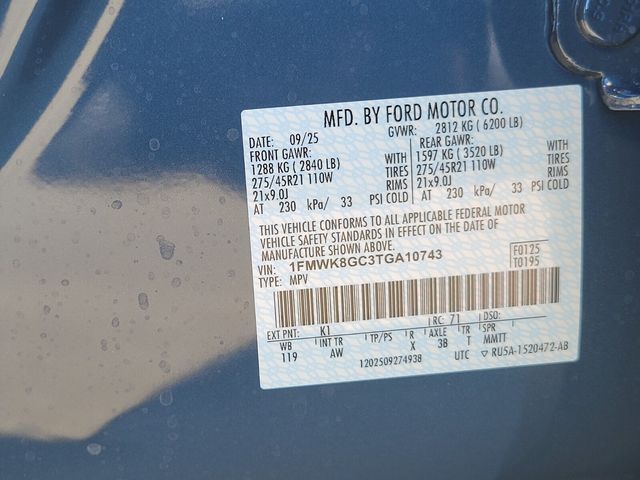 MFD. BY FORD MOTOR CO.
DATE: 09/25 GVWR: 2812 KG ( 6200 LB)
FRONT GAWR: REAR GAWR:
1288 KG ( 2840 LB) WITH 1597 KG ( 3520 LB) WITH
275/45R21 110W TIRES 275/45R21 110W TIRES
21x9.0J RIMS 21x9.0J RIMS
AT 230 kPa/ 33 PSI COLD AT 230 kPa/ 33 PSI COLD
THIS VEHICLE CONFORMS TO ALL APPLICABLE FEDERAL MOTOR
VEHICLE SAFETY STANDARDS IN EFFECT ON THE DATE OF
MANUFACTURE SHOWN ABOVE.
VIN: 1FMWK8GC3TGA10743 F0125
TYPE: MPV T0195
EXT PNT: K1 RC: 71 DSO:
WB INT TR TP/PS R AXLE TR SPR
119 AW X 3B T MMTT
1202509274938 UTC ▽ RU5A-1520472-AB